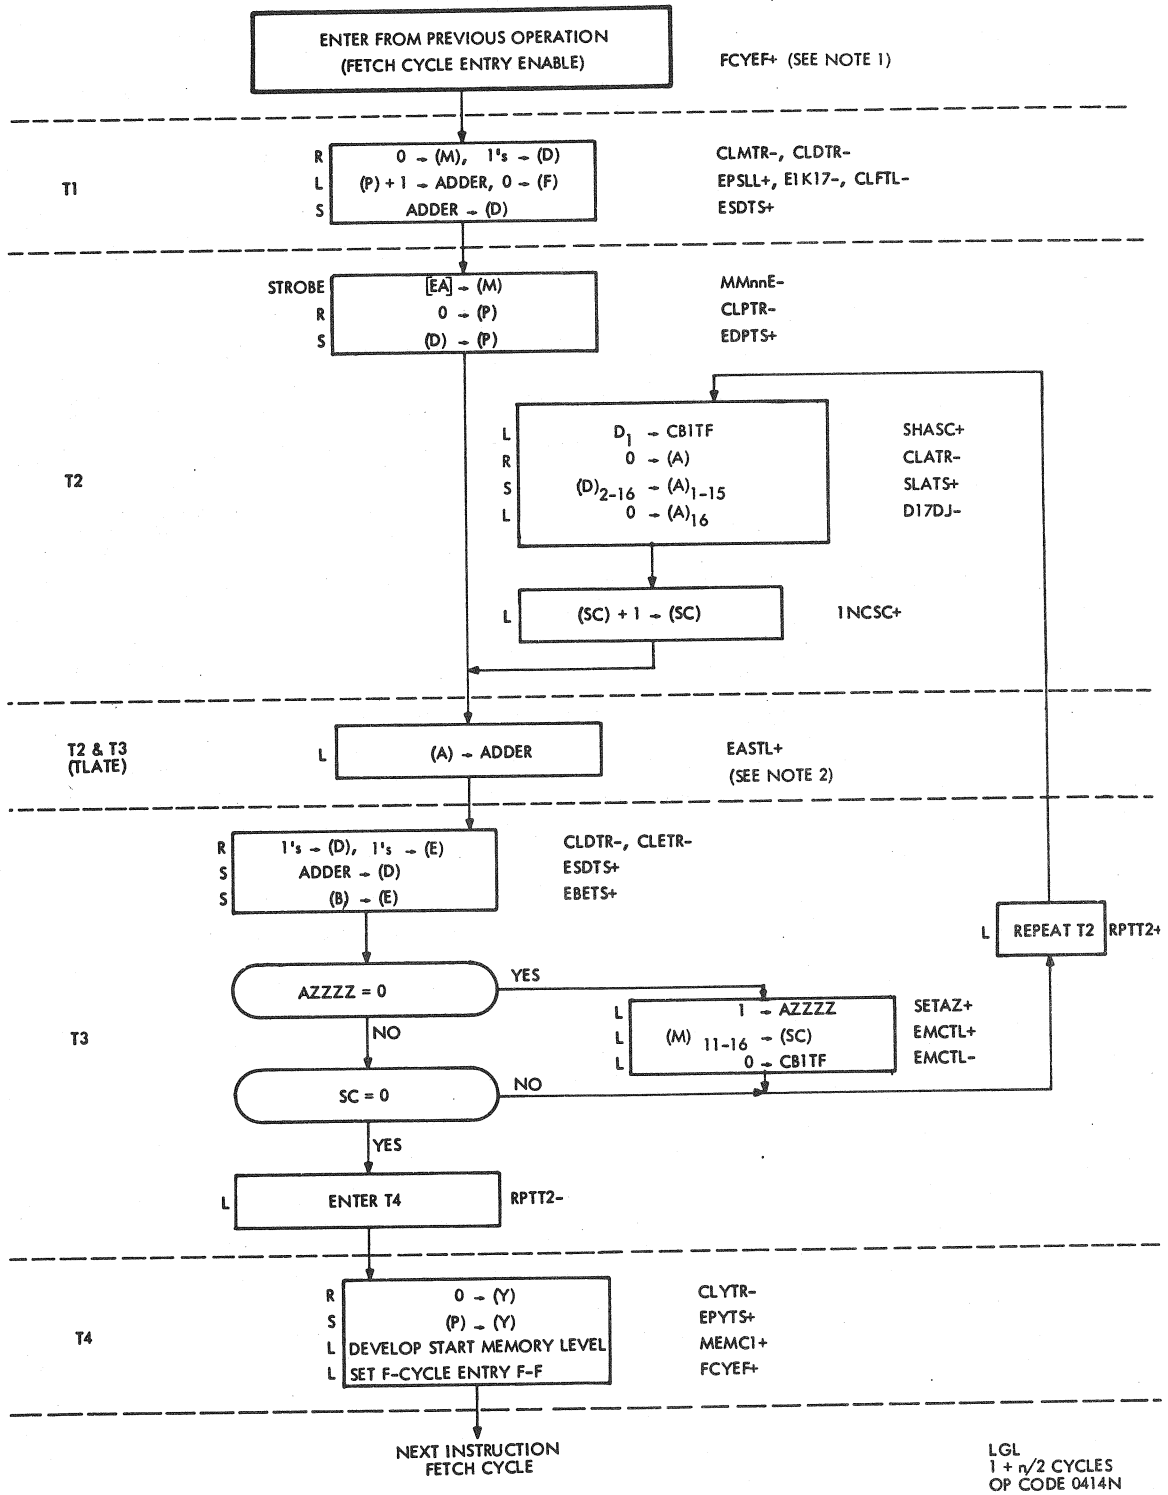 ENTER FROM PREVIOUS OPERATION
(FETCH CYCLE ENTRY ENABLE)
FCYEF+ (SEE NOTE 1)
T1
R 0 → (M), 1's → (D) CLMTR-, CLDTR-
L (P) + 1 → ADDER, 0 → (F) EPSLL+, E1K17-, CLFTL-
S ADDER → (D) ESDTS+
STROBE [EA] → (M) MMnnE-
R 0 → (P) CLPTR-
S (D) → (P) EDPTS+
T2
L D1 → CB1TF SHASC+
R 0 → (A) CLATR-
S (D)2-16 → (A)1-15 SLATS+
L 0 → (A)16 D17DJ-
L (SC) + 1 → (SC) 1NCSC+
T2 & T3
(TLATE)
L (A) → ADDER EASTL+
(SEE NOTE 2)
R 1's → (D), 1's → (E) CLDTR-, CLETR-
S ADDER → (D) ESDTS+
S (B) → (E) EBETS+
L REPEAT T2 RPTT2+
AZZZZ = 0
YES
L 1 → AZZZZ SETAZ+
L (M) 11-16 → (SC) EMCTL+
L 0 → CB1TF EMCTL-
T3
NO
SC = 0
NO
YES
L ENTER T4 RPTT2-
T4
R 0 → (Y) CLYTR-
S (P) → (Y) EPYTS+
L DEVELOP START MEMORY LEVEL MEMC1+
L SET F-CYCLE ENTRY F-F FCYEF+
NEXT INSTRUCTION
FETCH CYCLE
LGL
1 + n/2 CYCLES
OP CODE 0414N